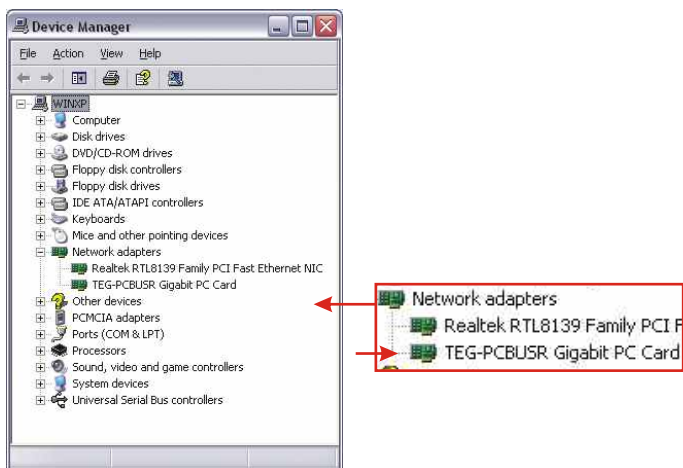 Device Manager
File Action View Help
WINXP
Computer
Disk drives
DVD/CD-ROM drives
Floppy disk controllers
Floppy disk drives
IDE ATA/ATAPI controllers
Keyboards
Mice and other pointing devices
Network adapters
Realtek RTL8139 Family PCI Fast Ethernet NIC
TEG-PCBUSR Gigabit PC Card
Other devices
PCMCIA adapters
Ports (COM & LPT)
Processors
Sound, video and game controllers
System devices
Universal Serial Bus controllers
Network adapters
Realtek RTL8139 Family PCI F
TEG-PCBUSR Gigabit PC Card